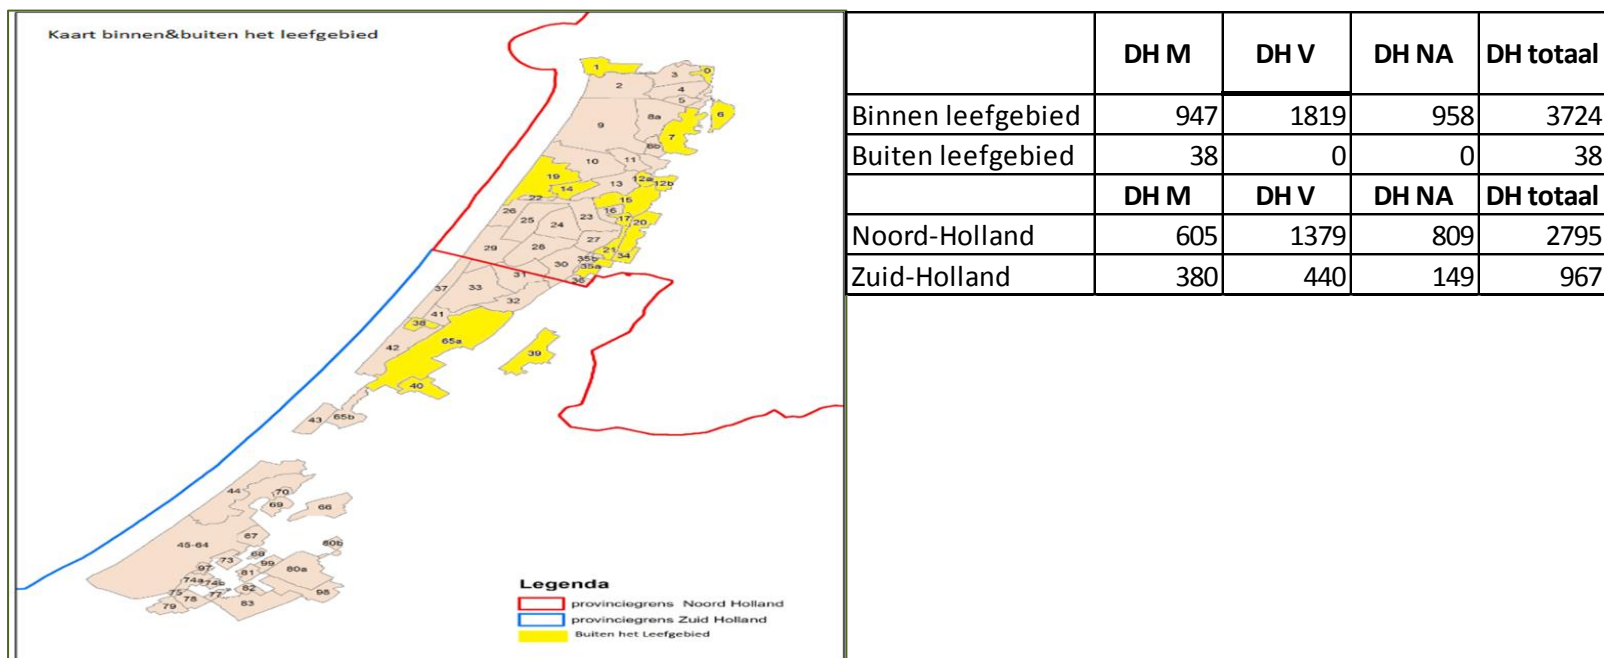 Kaart binnen&buiten het leefgebied
1
2
3
0
4
5
6
8a
9
7
8b
10
11
19
14
13
12a
12b
22
15
26
16
25
24
23
17
20
29
28
27
21
34
30
35b
35a
36
31
33
37
32
41
38
42
65a
39
40
43
65b
44
70
69
66
45-64
67
80b
73
68
99
97
81
80a
74a
74b
82
75
78
77
98
79
83
Legenda
provinciegrens Noord Holland
provinciegrens Zuid Holland
Buiten het Leefgebied
DH M DH V DH NA DH totaal
Binnen leefgebied 947 1819 958 3724
Buiten leefgebied 38 0 0 38
DH M DH V DH NA DH totaal
Noord-Holland 605 1379 809 2795
Zuid-Holland 380 440 149 967